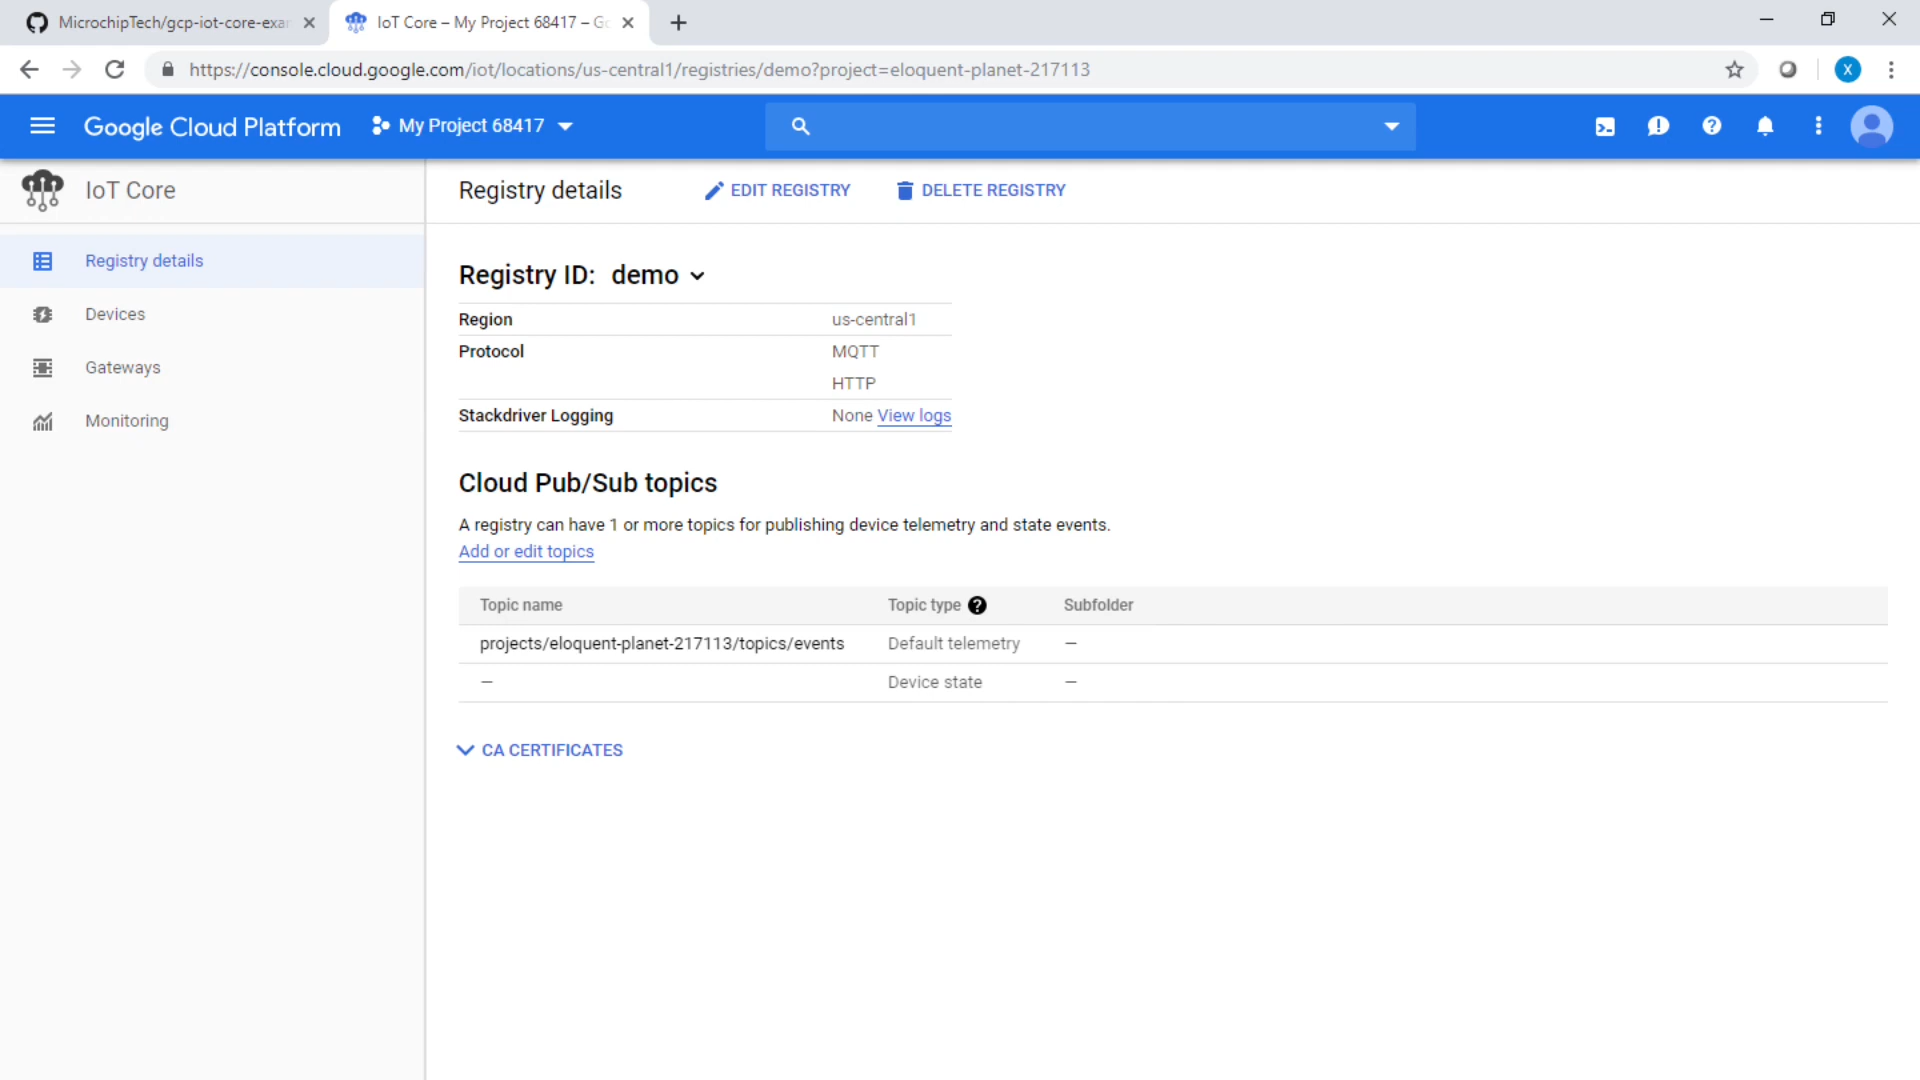 MicrochipTech/gcp-iot-core-exa
IoT Core – My Project 68417 – G
https://console.cloud.google.com/iot/locations/us-central1/registries/demo?project=eloquent-planet-217113
X
Google Cloud Platform
My Project 68417
IoT Core
Registry details
EDIT REGISTRY
DELETE REGISTRY
Registry details
Devices
Gateways
Monitoring
Registry ID: demo
Region us-central1
Protocol MQTT
HTTP
Stackdriver Logging None View logs
Cloud Pub/Sub topics
A registry can have 1 or more topics for publishing device telemetry and state events.
Add or edit topics
Topic name Topic type ? Subfolder
projects/eloquent-planet-217113/topics/events Default telemetry —
— Device state —
CA CERTIFICATES